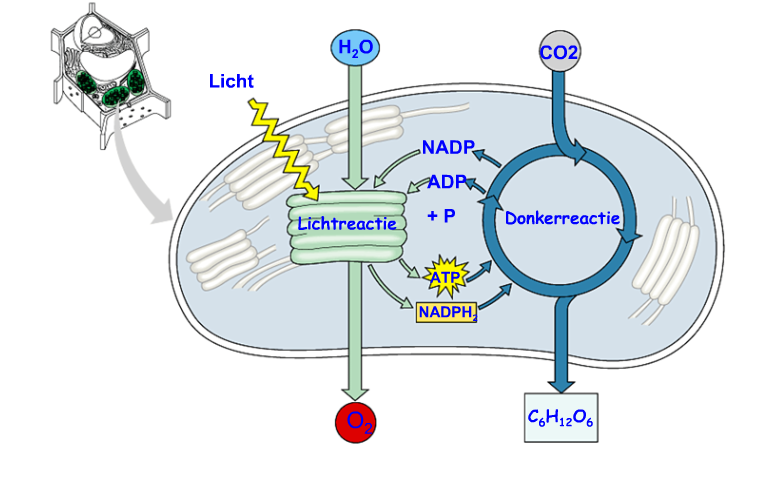 H₂O
CO2
Licht
NADP
ADP
+ P
Lichtreactie
Donkerreactie
ATP
NADPH₂
O₂
C₆H₁₂O₆